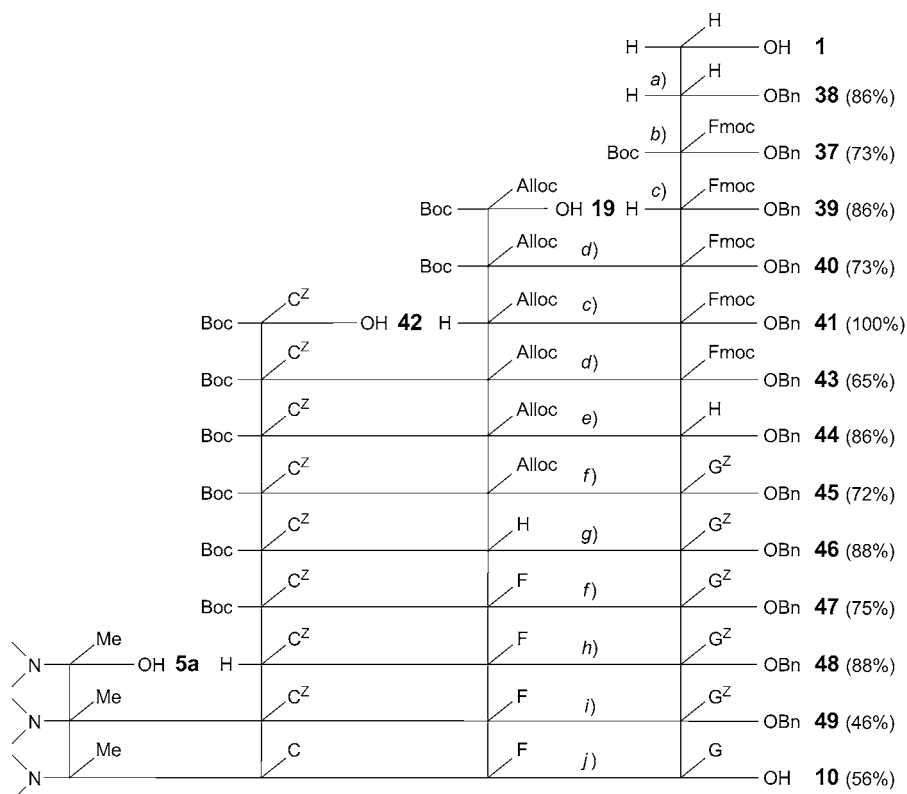 H
H OH 1
a) H
H OBn 38 (86%)
b) Fmoc
Boc OBn 37 (73%)
Alloc c) Fmoc
Boc OH 19 H OBn 39 (86%)
Alloc d) Fmoc
Boc OBn 40 (73%)
C^Z Alloc c) Fmoc
Boc OH 42 H OBn 41 (100%)
C^Z Alloc d) Fmoc
Boc OBn 43 (65%)
C^Z Alloc e) H
Boc OBn 44 (86%)
C^Z Alloc f) G^Z
Boc OBn 45 (72%)
C^Z H g) G^Z
Boc OBn 46 (88%)
C^Z F f) G^Z
Boc OBn 47 (75%)
Me C^Z F h) G^Z
N OH 5a H OBn 48 (88%)
Me C^Z F i) G^Z
N OBn 49 (46%)
Me C F j) G
N OH 10 (56%)